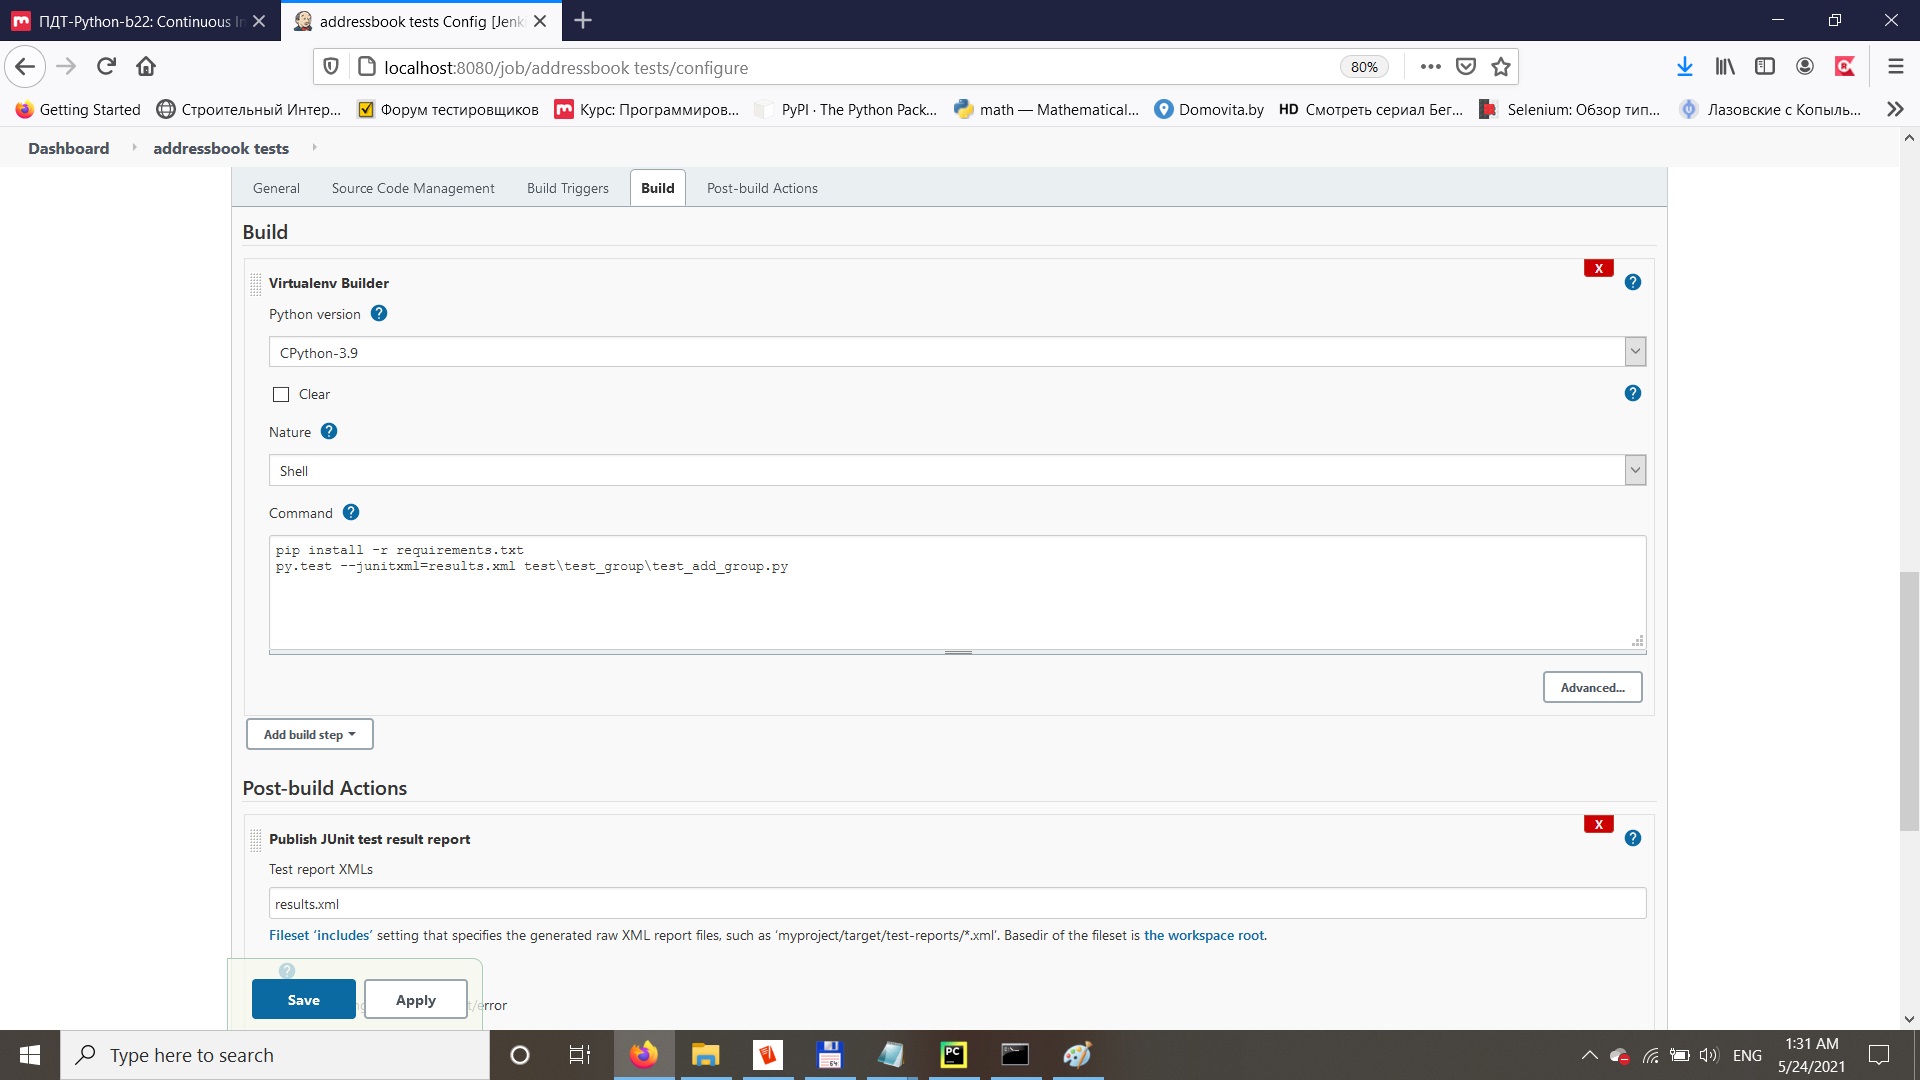 ПДТ-Python-b22: Continuous In
addressbook tests Config [Jenk
localhost:8080/job/addressbook tests/configure
80%
Getting Started
Строительный Интер...
Форум тестировщиков
Курс: Программиров...
PyPI · The Python Pack...
math — Mathematical...
Domovita.by
HD Смотреть сериал Бег...
Selenium: Обзор тип...
Лазовские с Копыль...
Dashboard
addressbook tests
General
Source Code Management
Build Triggers
Build
Post-build Actions
Build
X
Virtualenv Builder
Python version
CPython-3.9
Clear
Nature
Shell
Command
pip install -r requirements.txt
py.test --junitxml=results.xml test\test_group\test_add_group.py
Advanced...
Add build step
Post-build Actions
X
Publish JUnit test result report
Test report XMLs
results.xml
Fileset ‘includes’ setting that specifies the generated raw XML report files, such as ‘myproject/target/test-reports/*.xml’. Basedir of the fileset is the workspace root.
Save
Apply
t/error
Type here to search
PC
64
ENG
1:31 AM
5/24/2021